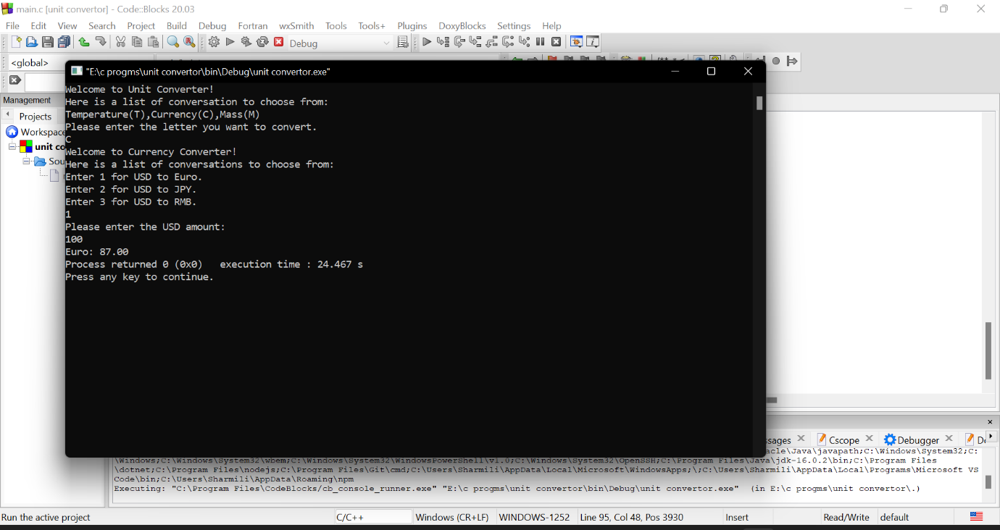 main.c [unit convertor] - Code::Blocks 20.03
File Edit View Search Project Build Debug Fortran wxSmith Tools Tools+ Plugins DoxyBlocks Settings Help
Debug
<global>
"E:\c progms\unit convertor\bin\Debug\unit convertor.exe"
Management
Projects
Workspace
unit co
Sou
Welcome to Unit Converter!
Here is a list of conversation to choose from:
Temperature(T),Currency(C),Mass(M)
Please enter the letter you want to convert.
C
Welcome to Currency Converter!
Here is a list of conversations to choose from:
Enter 1 for USD to Euro.
Enter 2 for USD to JPY.
Enter 3 for USD to RMB.
1
Please enter the USD amount:
100
Euro: 87.00
Process returned 0 (0x0)   execution time : 24.467 s
Press any key to continue.
ssages Cscope Debugger
acle\Java\javapath;C:\Windows\System32;C:
\Windows;C:\Windows\System32\wbem;C:\Windows\System32\WindowsPowerShell\v1.0;C:\Windows\System32\OpenSSH;C:\Program Files\Java\jdk-16.0.2\bin;C:\Program Files
\dotnet;C:\Program Files\nodejs;C:\Program Files\Git\cmd;C:\Users\Sharmili\AppData\Local\Microsoft\WindowsApps;\;C:\Users\Sharmili\AppData\Local\Programs\Microsoft VS
Code\bin;C:\Users\Sharmili\AppData\Roaming\npm
Executing: "C:\Program Files\CodeBlocks/cb_console_runner.exe" "E:\c progms\unit convertor\bin\Debug\unit convertor.exe"  (in E:\c progms\unit convertor\.)
Run the active project C/C++ Windows (CR+LF) WINDOWS-1252 Line 95, Col 48, Pos 3930 Insert Read/Write default